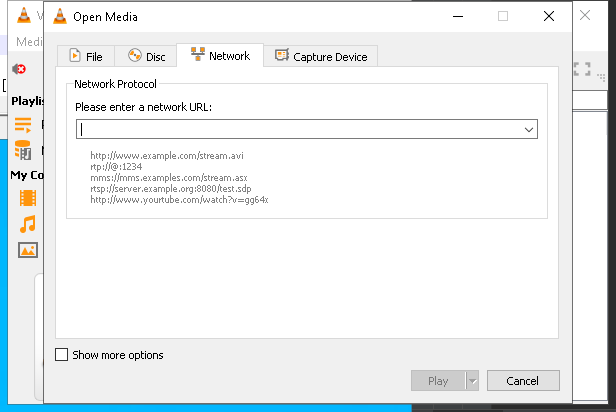 Open Media
V
Medi
File
Disc
Network
Capture Device
Network Protocol
Please enter a network URL:
http://www.example.com/stream.avi
rtp://@:1234
mms://mms.examples.com/stream.asx
rtsp://server.example.org:8080/test.sdp
http://www.yourtube.com/watch?v=gg64x
Playlis
My Co
Show more options
Play
Cancel